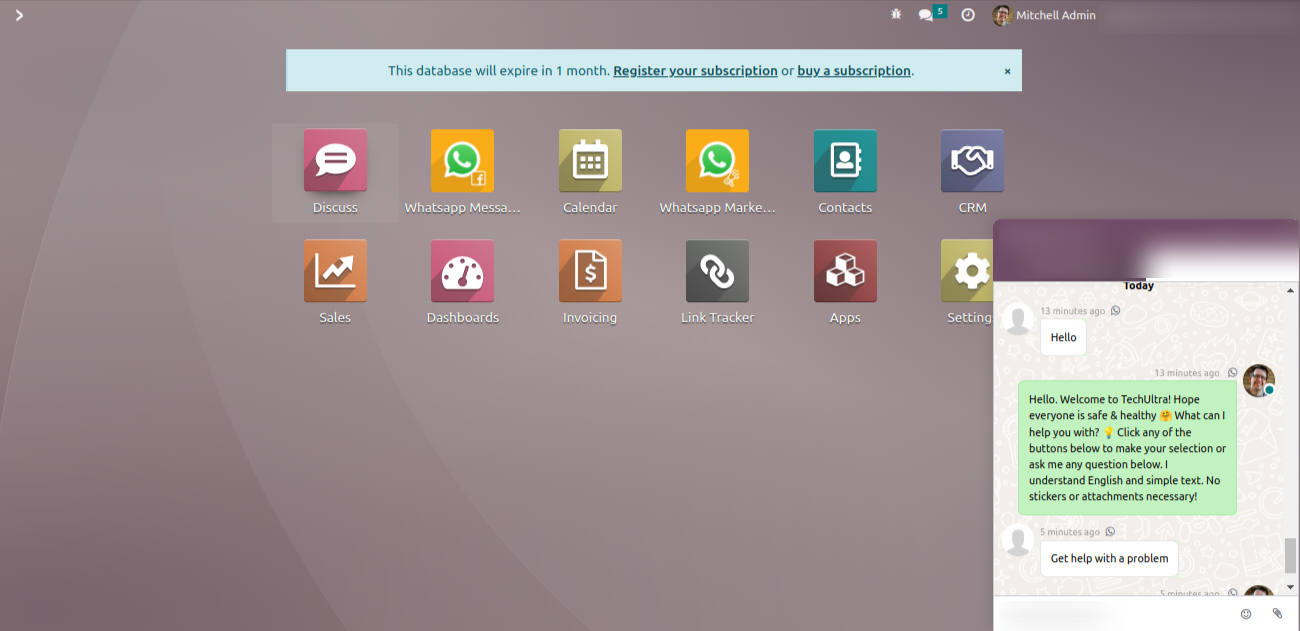 5
Mitchell Admin
This database will expire in 1 month. Register your subscription or buy a subscription.
×
Discuss
Whatsapp Messa...
Calendar
Whatsapp Marke...
Contacts
CRM
Sales
Dashboards
Invoicing
Link Tracker
Apps
Setting
Today
13 minutes ago
Hello
13 minutes ago
Hello. Welcome to TechUltra! Hope
everyone is safe & healthy 🤗 What can I
help you with? 💡 Click any of the
buttons below to make your selection or
ask me any question below. I
understand English and simple text. No
stickers or attachments necessary!
5 minutes ago
Get help with a problem
5 minutes ago